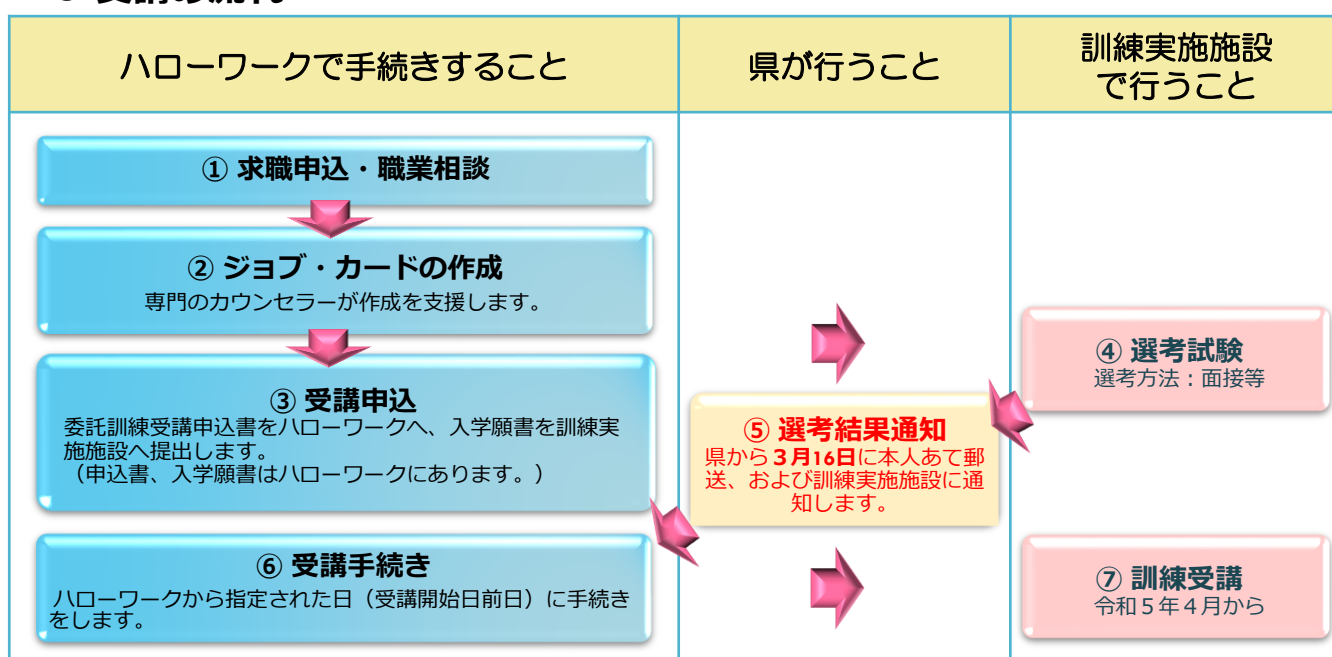 ハローワークで手続きすること
県が行うこと
訓練実施施設
で行うこと
① 求職申込・職業相談
② ジョブ・カードの作成
専門のカウンセラーが作成を支援します。
③ 受講申込
委託訓練受講申込書をハローワークへ、入学願書を訓練実
施施設へ提出します。
（申込書、入学願書はハローワークにあります。）
④ 選考試験
選考方法：面接等
⑤ 選考結果通知
県から３月16日に本人あて郵
送、および訓練実施施設に通
知します。
⑥ 受講手続き
ハローワークから指定された日（受講開始日前日）に手続き
をします。
⑦ 訓練受講
令和５年４月から